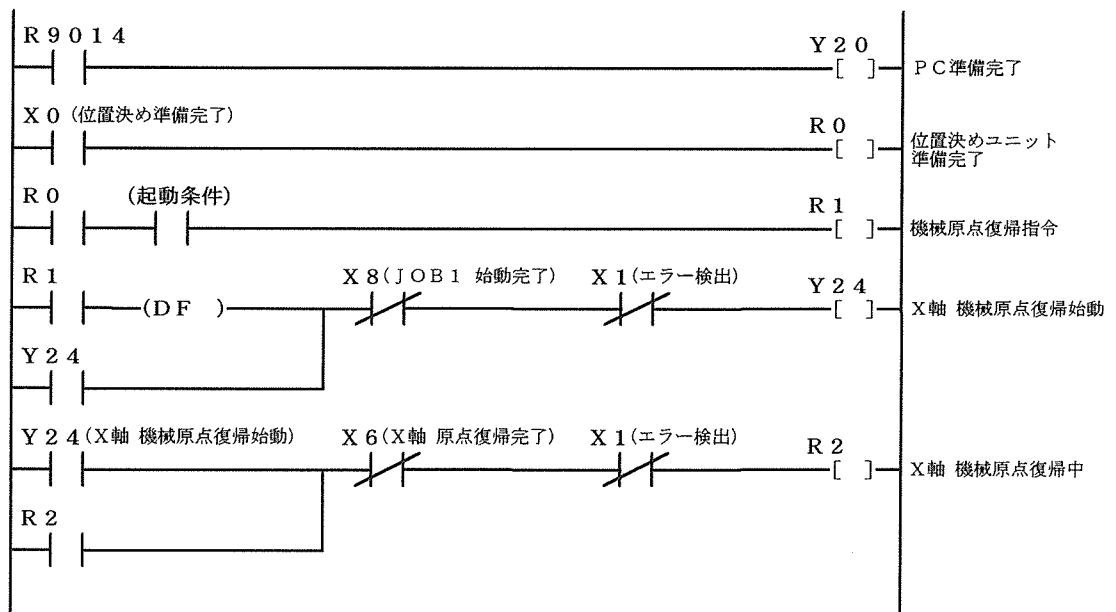 R9014
Y20
[ ]
PC準備完了
X0(位置決め準備完了)
R0
[ ]
位置決めユニット
準備完了
R0
(起動条件)
R1
[ ]
機械原点復帰指令
R1
(DF )
X8(JOB1 始動完了)
X1(エラー検出)
Y24
[ ]
X軸 機械原点復帰始動
Y24
Y24(X軸 機械原点復帰始動)
X6(X軸 原点復帰完了)
X1(エラー検出)
R2
[ ]
X軸 機械原点復帰中
R2